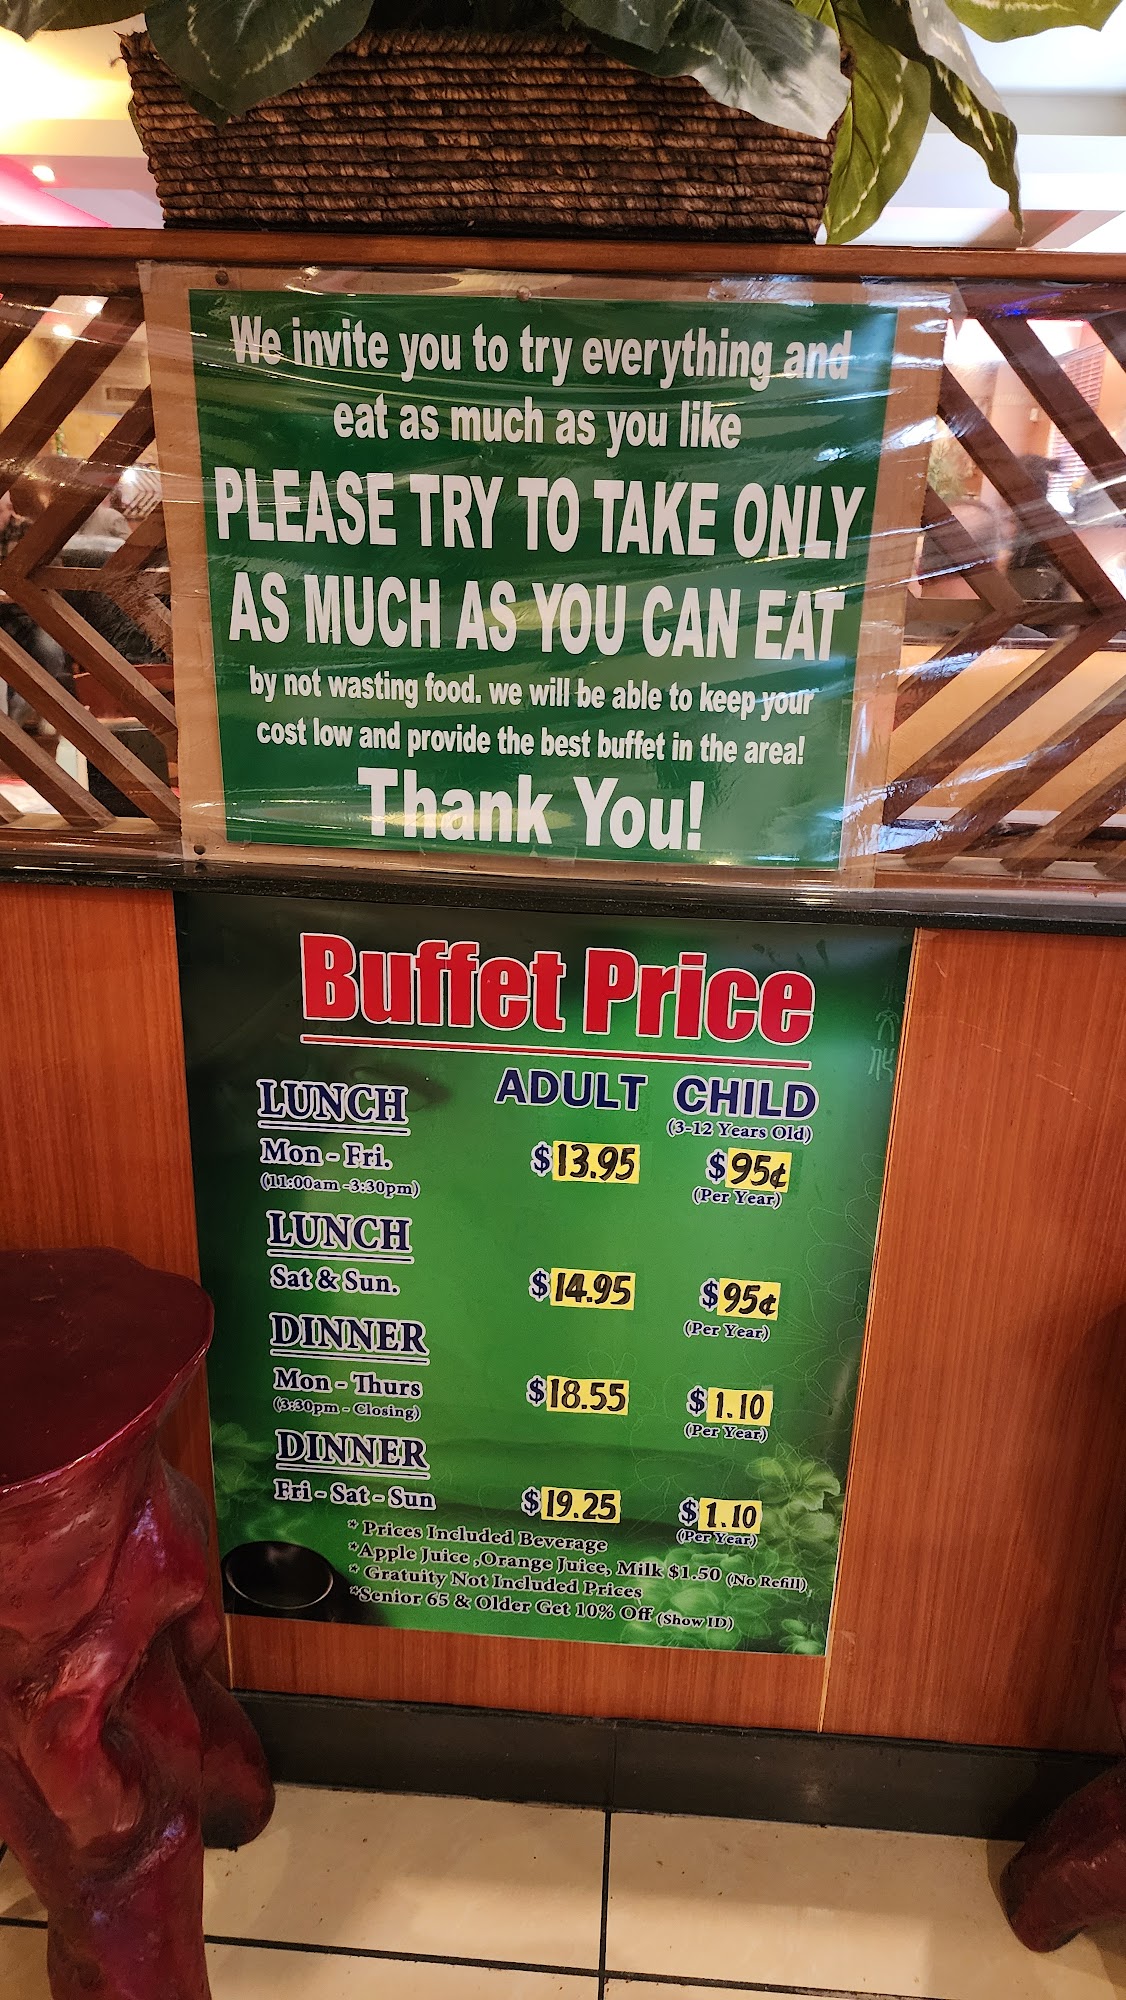 We invite you to try everything and
eat as much as you like
PLEASE TRY TO TAKE ONLY
AS MUCH AS YOU CAN EAT
by not wasting food. we will be able to keep your
cost low and provide the best buffet in the area!
Thank You!
Buffet Price
ADULT CHILD
(3-12 Years Old)
LUNCH
Mon - Fri. $13.95 $95¢
(11:00am -3:30pm) (Per Year)
LUNCH
Sat & Sun. $14.95 $95¢
(Per Year)
DINNER
Mon - Thurs $18.55 $1.10
(3:30pm - Closing) (Per Year)
DINNER
Fri - Sat - Sun $19.25 $1.10
(Per Year)
* Prices Included Beverage
*Apple Juice ,Orange Juice, Milk $1.50 (No Refill)
* Gratuity Not Included Prices
*Senior 65 & Older Get 10% Off (Show ID)